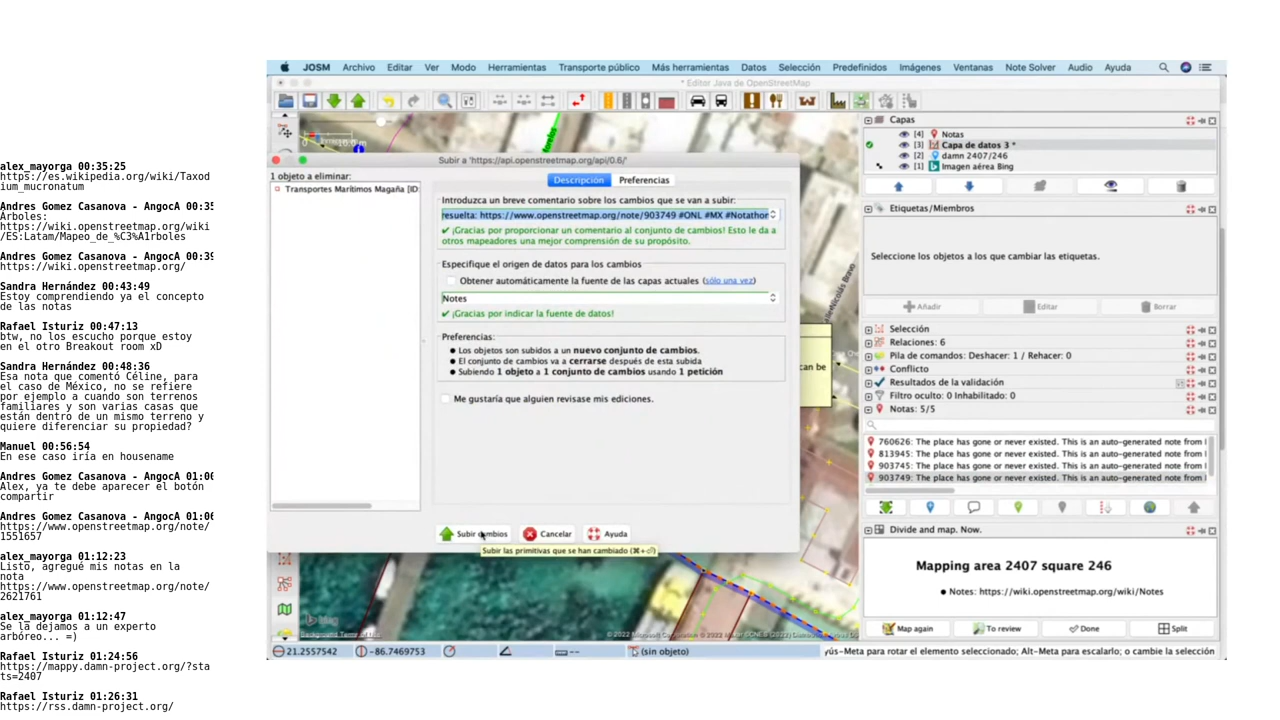 alex_mayorga 00:35:25
https://es.wikipedia.org/wiki/Taxod
ium_mucronatum
Andres Gomez Casanova - AngocA 00:35
Árboles:
https://wiki.openstreetmap.org/wiki
/ES:Latam/Mapeo_de_%C3%A1rboles
Andres Gomez Casanova - AngocA 00:39
https://wiki.openstreetmap.org/
Sandra Hernández 00:43:49
Estoy comprendiendo ya el concepto
de las notas
Rafael Isturiz 00:47:13
btw, no los escucho porque estoy
en el otro Breakout room xD
Sandra Hernández 00:48:36
Esa nota que comentó Céline, para
el caso de México, no se refiere
por ejemplo a cuando son terrenos
familiares y son varias casas que
están dentro de un mismo terreno y
quiere diferenciar su propiedad?
Manuel 00:56:54
En ese caso iría en housename
Andres Gomez Casanova - AngocA 01:06
Alex, ya te debe aparecer el botón
compartir
Andres Gomez Casanova - AngocA 01:06
https://www.openstreetmap.org/note/
1551657
alex_mayorga 01:12:23
Listo, agregué mis notas en la
nota
https://www.openstreetmap.org/note/
2621761
alex_mayorga 01:12:47
Se la dejamos a un experto
arbóreo... =)
Rafael Isturiz 01:24:56
https://mappy.damn-project.org/?sta
ts=2407
Rafael Isturiz 01:26:31
https://rss.damn-project.org/
JOSM Archivo Editar Ver Modo Herramientas Transporte público Más herramientas Datos Selección Predefinidos Imágenes Ventanas Note Solver Audio Ayuda
* Editor Java de OpenStreetMap
0 10.0 m
Morelos
Subir a 'https://api.openstreetmap.org/api/0.6/'
1 objeto a eliminar:
Transportes Marítimos Magaña [ID:
Descripción Preferencias
Introduzca un breve comentario sobre los cambios que se van a subir:
resuelta: https://www.openstreetmap.org/note/903749 #ONL #MX #Notathon
✔ ¡Gracias por proporcionar un comentario al conjunto de cambios! Esto le da a
otros mapeadores una mejor comprensión de su propósito.
Especifique el origen de datos para los cambios
Obtener automáticamente la fuente de las capas actuales (sólo una vez)
Notes
✔ ¡Gracias por indicar la fuente de datos!
Preferencias:
● Los objetos son subidos a un nuevo conjunto de cambios.
● El conjunto de cambios va a cerrarse después de esta subida
● Subiendo 1 objeto a 1 conjunto de cambios usando 1 petición
Me gustaría que alguien revisase mis ediciones.
Subir cambios Cancelar Ayuda
Subir las primitivas que se han cambiado (⌘+⏎)
Calle Nicolás Bravo
can be
bing
Background Terms of Use
21.2557542 -86.7469753 -- (sin objeto)
yús-Meta para rotar el elemento seleccionado; Alt-Meta para escalarlo; o cambie la selección
Capas
[4] Notas
[3] Capa de datos 3 *
[2] damn 2407/246
[1] Imagen aérea Bing
Etiquetas/Miembros
Seleccione los objetos a los que cambiar las etiquetas.
Añadir Editar Borrar
Selección
Relaciones: 6
Pila de comandos: Deshacer: 1 / Rehacer: 0
Conflicto
Resultados de la validación
Filtro oculto: 0 Inhabilitado: 0
Notas: 5/5
760626: The place has gone or never existed. This is an auto-generated note from
813945: The place has gone or never existed. This is an auto-generated note from
903745: The place has gone or never existed. This is an auto-generated note from
903749: The place has gone or never existed. This is an auto-generated note from
Divide and map. Now.
Mapping area 2407 square 246
● Notes: https://wiki.openstreetmap.org/wiki/Notes
Map again To review Done Split